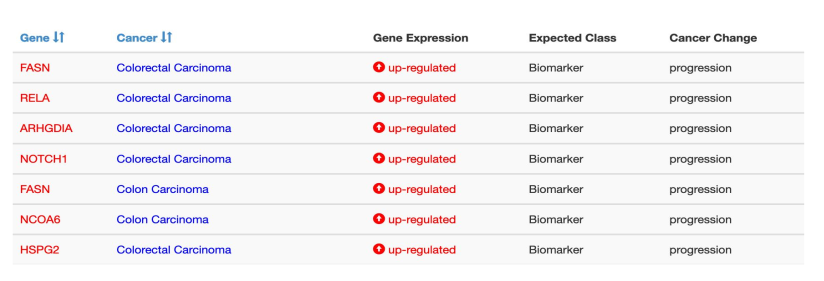 Gene Cancer Gene Expression Expected Class Cancer Change
FASN Colorectal Carcinoma up-regulated Biomarker progression
RELA Colorectal Carcinoma up-regulated Biomarker progression
ARHGDIA Colorectal Carcinoma up-regulated Biomarker progression
NOTCH1 Colorectal Carcinoma up-regulated Biomarker progression
FASN Colon Carcinoma up-regulated Biomarker progression
NCOA6 Colon Carcinoma up-regulated Biomarker progression
HSPG2 Colorectal Carcinoma up-regulated Biomarker progression